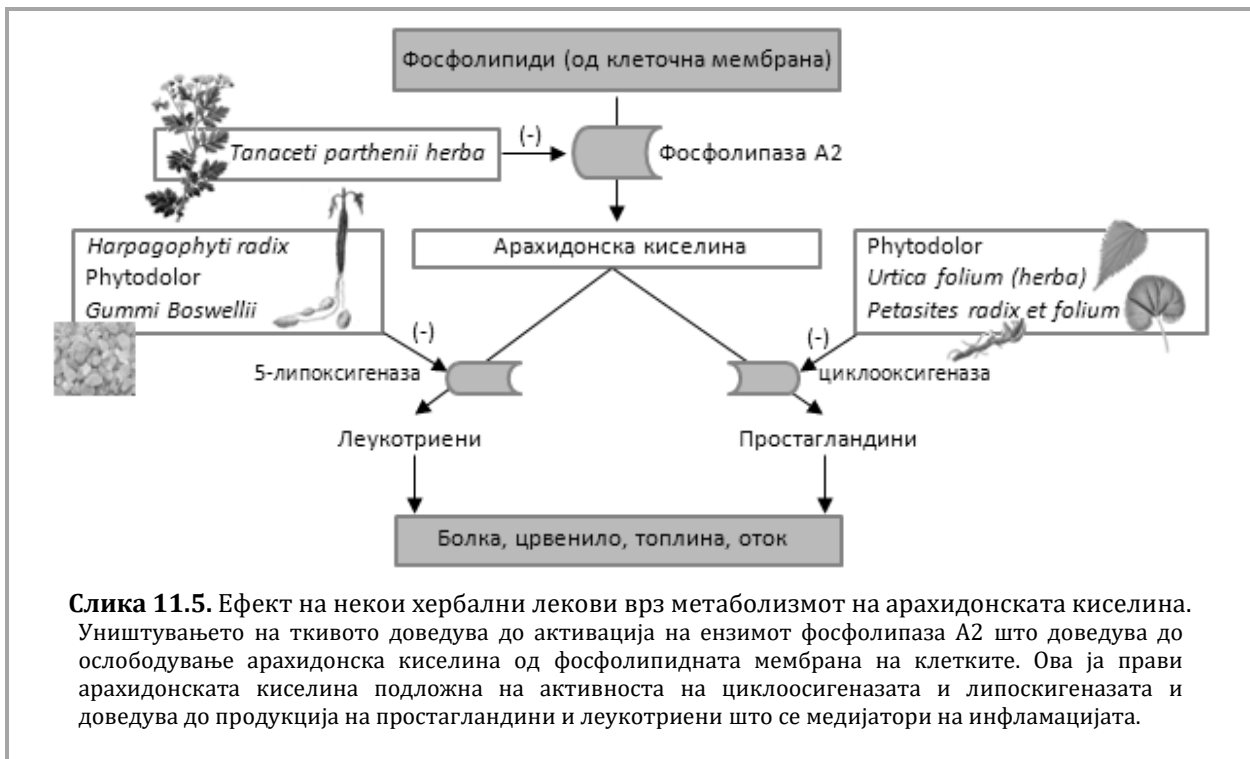 Фосфолипиди (од клеточна мембрана)
(-)
Tanaceti parthenii herba
Фосфолипаза А2
Harpagophyti radix
Phytodolor
Gummi Boswellii
Арахидонска киселина
Phytodolor
Urtica folium (herba)
Petasites radix et folium
(-)
(-)
5-липоксигеназа
циклооксигеназа
Леукотриени
Простагландини
Болка, црвенило, топлина, оток
Слика 11.5. Ефект на некои хербални лекови врз метаболизмот на арахидонската киселина.
Уништувањето на ткивото доведува до активација на ензимот фосфолипаза А2 што доведува до
ослободување арахидонска киселина од фосфолипидната мембрана на клетките. Ова ја прави
арахидонската киселина подложна на активноста на циклоосигеназата и липоскигеназата и
доведува до продукција на простагландини и леукотриени што се медијатори на инфламацијата.